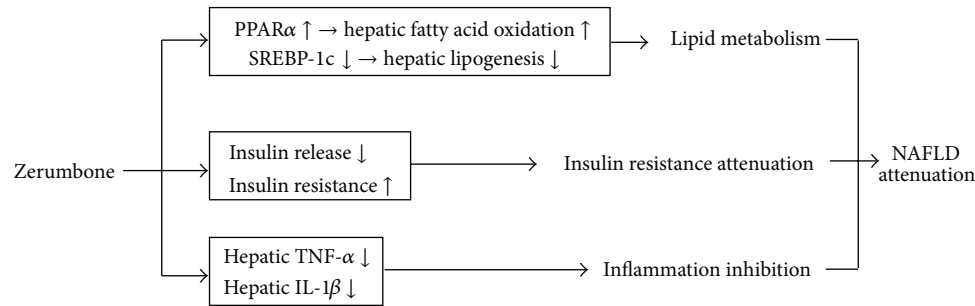 PPARα ↑ → hepatic fatty acid oxidation ↑
SREBP-1c ↓ → hepatic lipogenesis ↓
Lipid metabolism
Zerumbone
Insulin release ↓
Insulin resistance ↑
Insulin resistance attenuation
NAFLD
attenuation
Hepatic TNF-α ↓
Hepatic IL-1β ↓
Inflammation inhibition